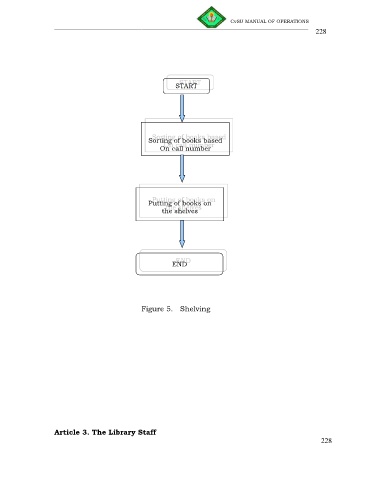 CvSU MANUAL OF OPERATIONS
228
START
Sorting of books based
On call number
Putting of books on
the shelves
END
Figure 5. Shelving
Article 3. The Library Staff
228